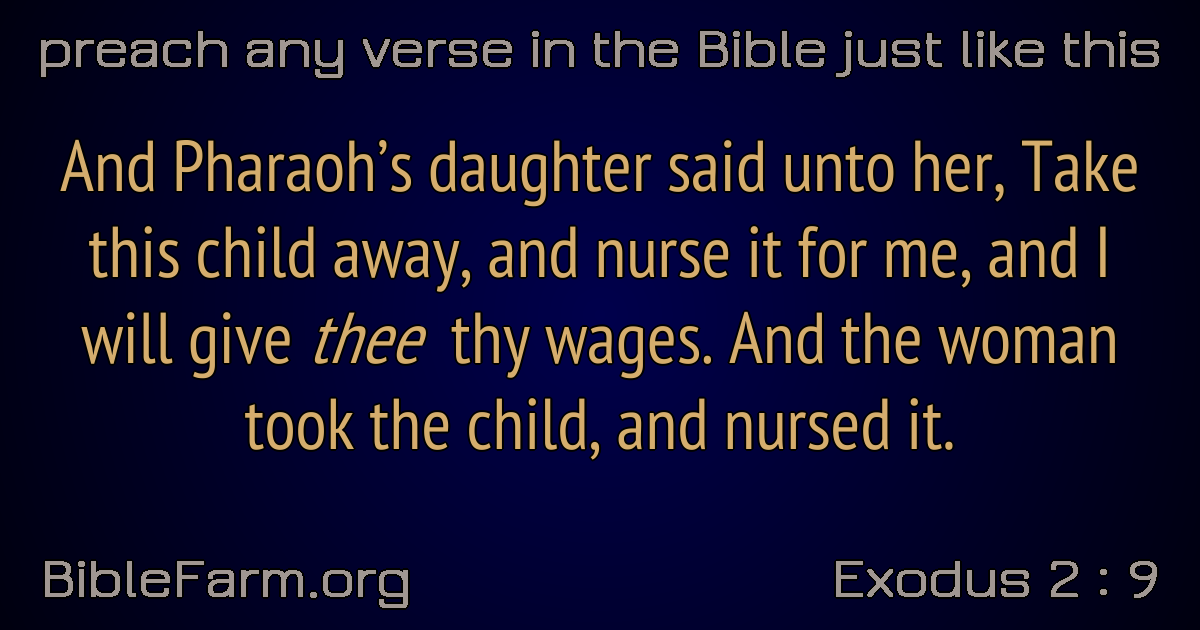 preach any verse in the Bible just like this
And Pharaoh’s daughter said unto her, Take
this child away, and nurse it for me, and I
will give thee thy wages. And the woman
took the child, and nursed it.
BibleFarm.org
Exodus 2 : 9